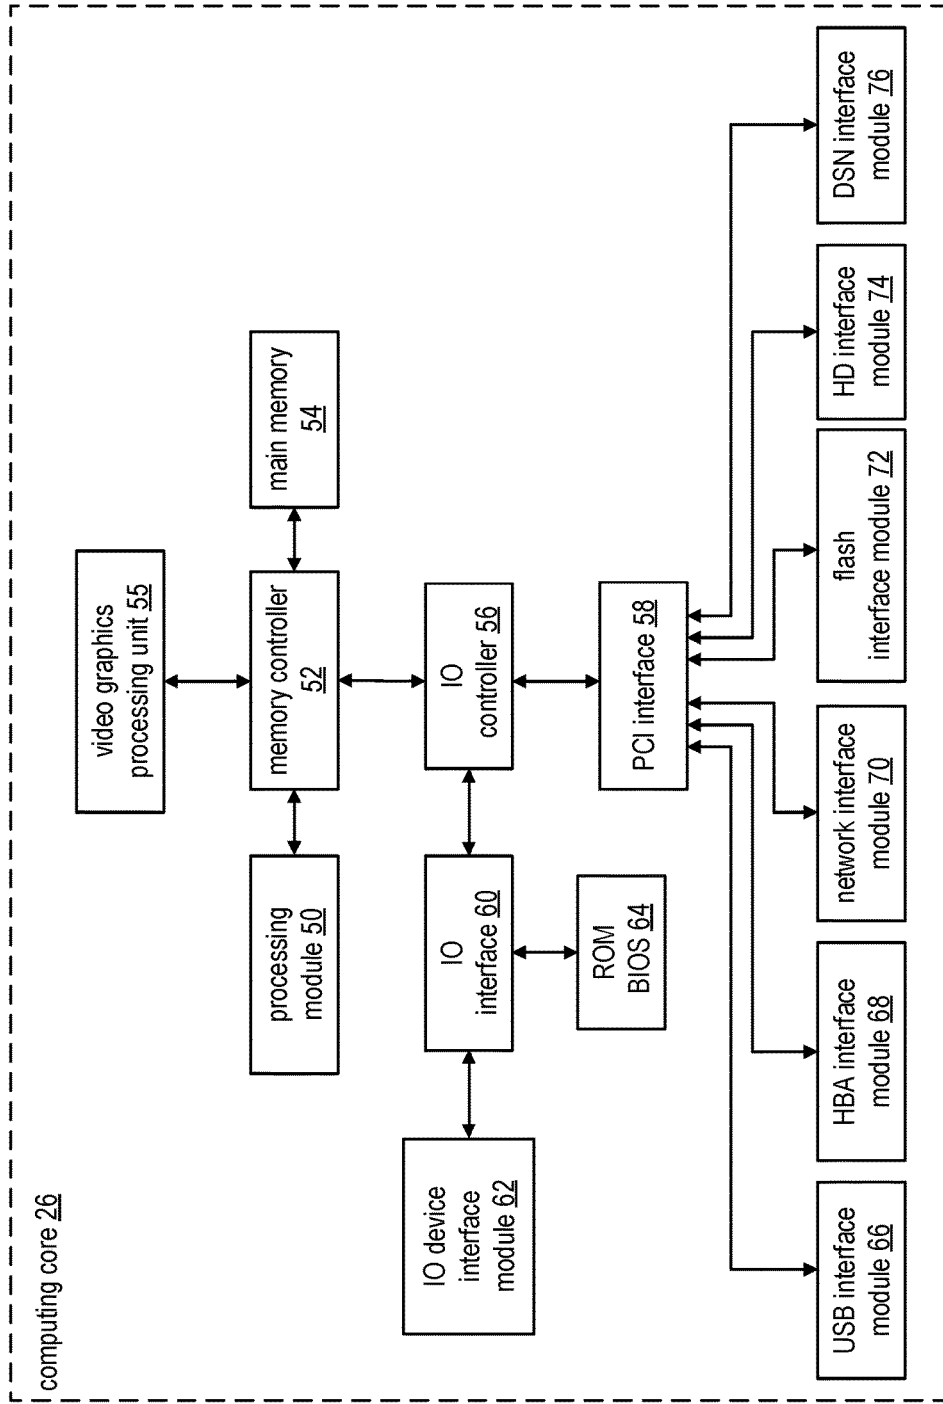 computing core 26
video graphics
processing unit 55
processing
module 50
memory controller
52
main memory
54
IO device
interface
module 62
IO
interface 60
IO
controller 56
ROM
BIOS 64
PCI interface 58
USB interface
module 66
HBA interface
module 68
network interface
module 70
flash
interface module 72
HD interface
module 74
DSN interface
module 76